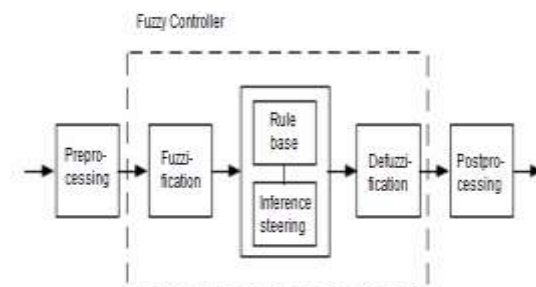 Fuzzy Controller
Prepro-
cessing
Fuzzi-
fication
Rule
base
Inference
steering
Defuzzi-
fication
Postpro-
cessing